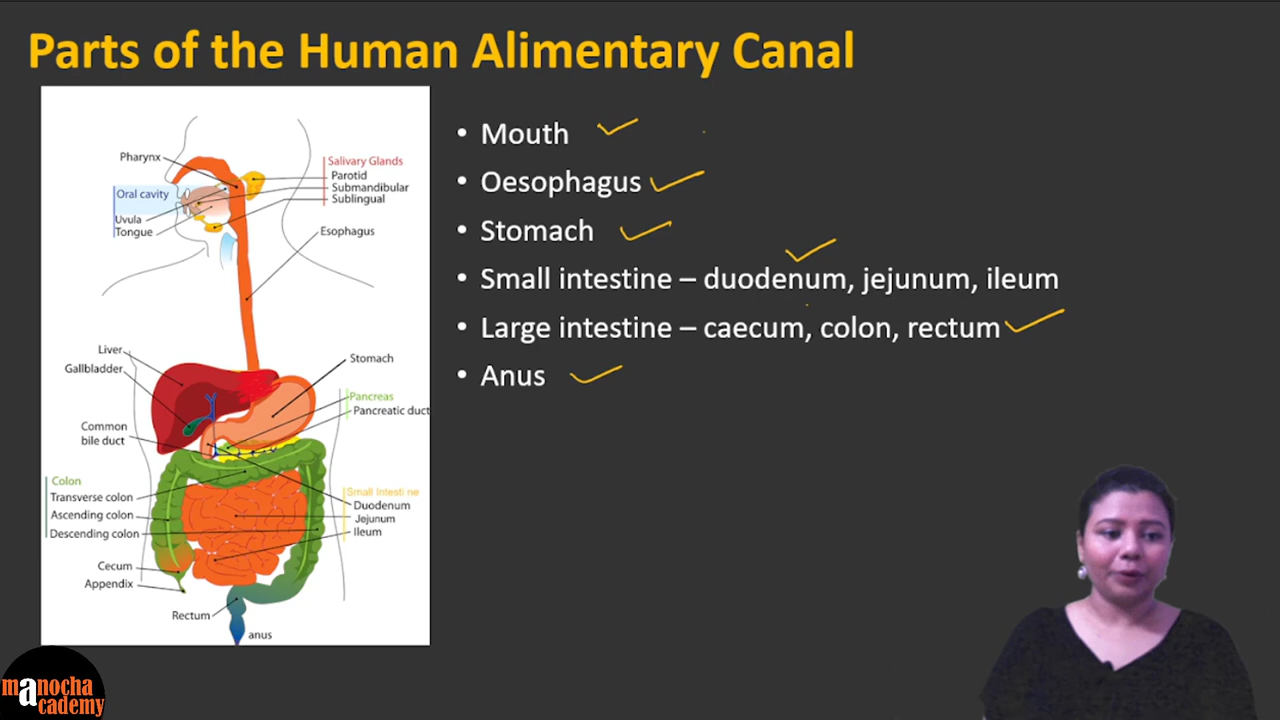 Parts of the Human Alimentary Canal
Pharynx
Oral cavity
Uvula
Tongue
Salivary Glands
Parotid
Submandibular
Sublingual
Esophagus
Liver
Gallbladder
Common
bile duct
Stomach
Pancreas
Pancreatic duct
Colon
Transverse colon
Ascending colon
Descending colon
Small Intesti ne
Duodenum
Jejunum
Ileum
Cecum
Appendix
Rectum
anus
• Mouth
• Oesophagus
• Stomach
• Small intestine – duodenum, jejunum, ileum
• Large intestine – caecum, colon, rectum
• Anus
manocha
academy